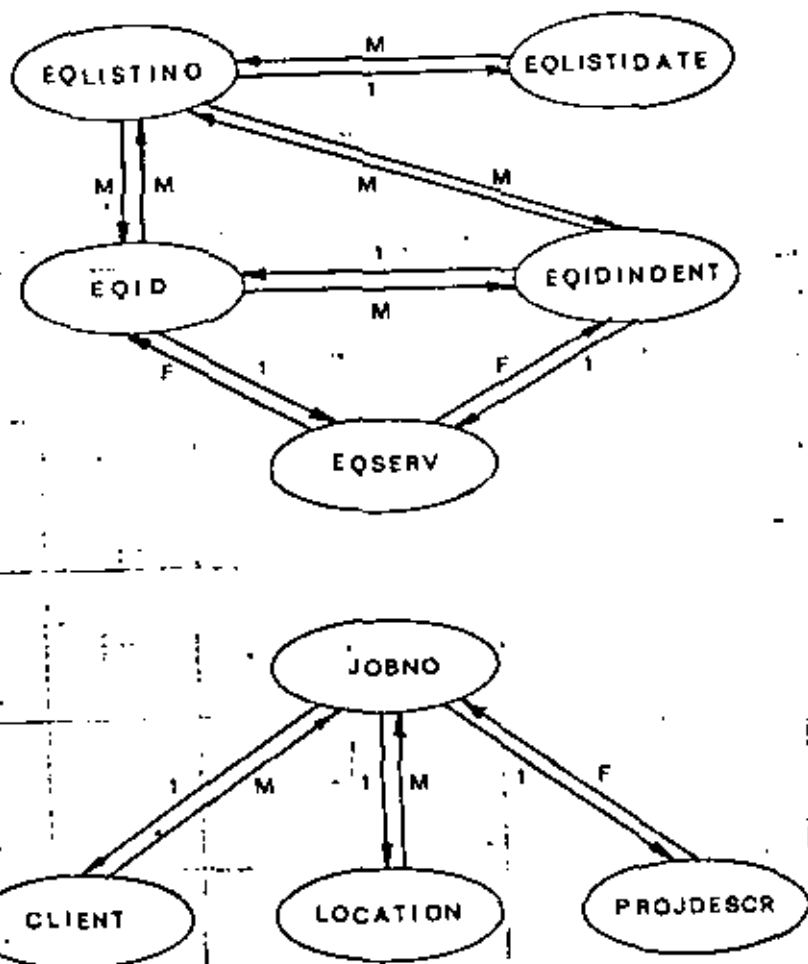 M
EQLISTINO
EQLISTIDATE
1
M
M
M
M
1
EQID
EQIDINDENT
M
F
1
F
1
EQSERV
JOBNO
1
M
1
M
1
F
CLIENT
LOCATION
PROJDESCR